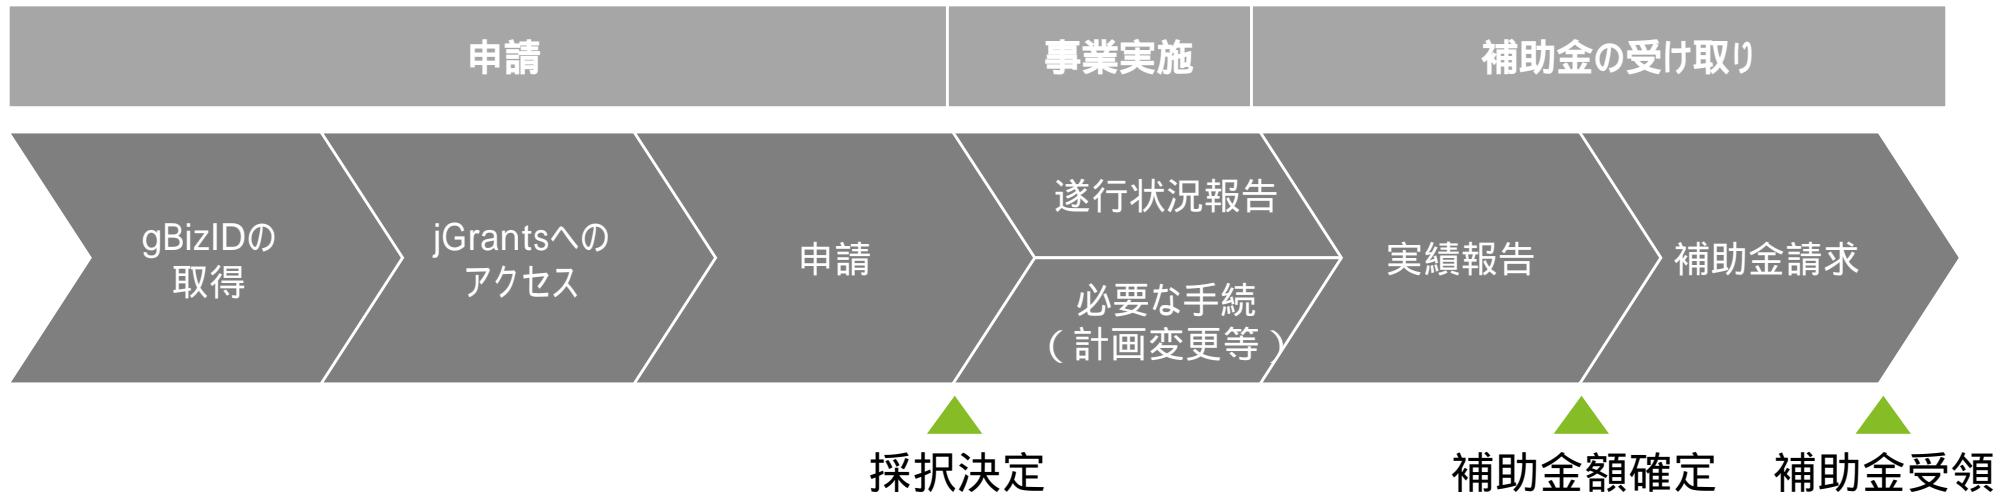 申請
事業実施
補助金の受け取り
gBizIDの
取得
jGrantsへの
アクセス
申請
遂行状況報告
必要な手続
（計画変更等）
実績報告
補助金請求
採択決定
補助金額確定
補助金受領